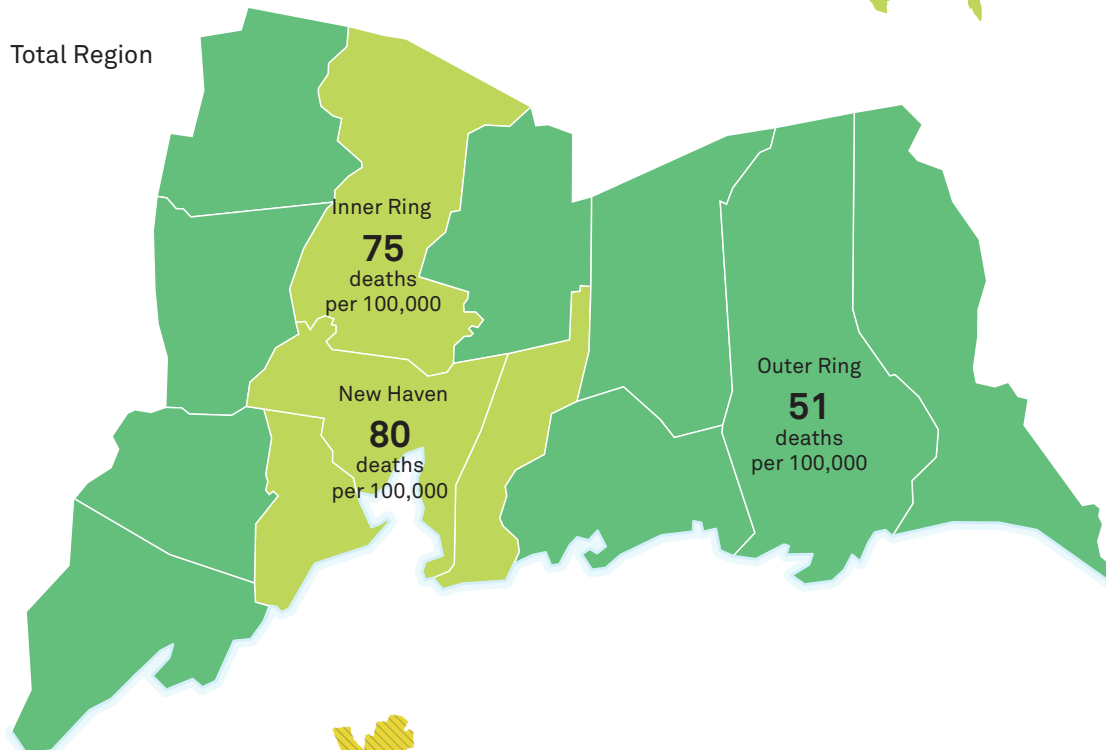 Total Region
Inner Ring
75
deaths
per 100,000
New Haven
80
deaths
per 100,000
Outer Ring
51
deaths
per 100,000